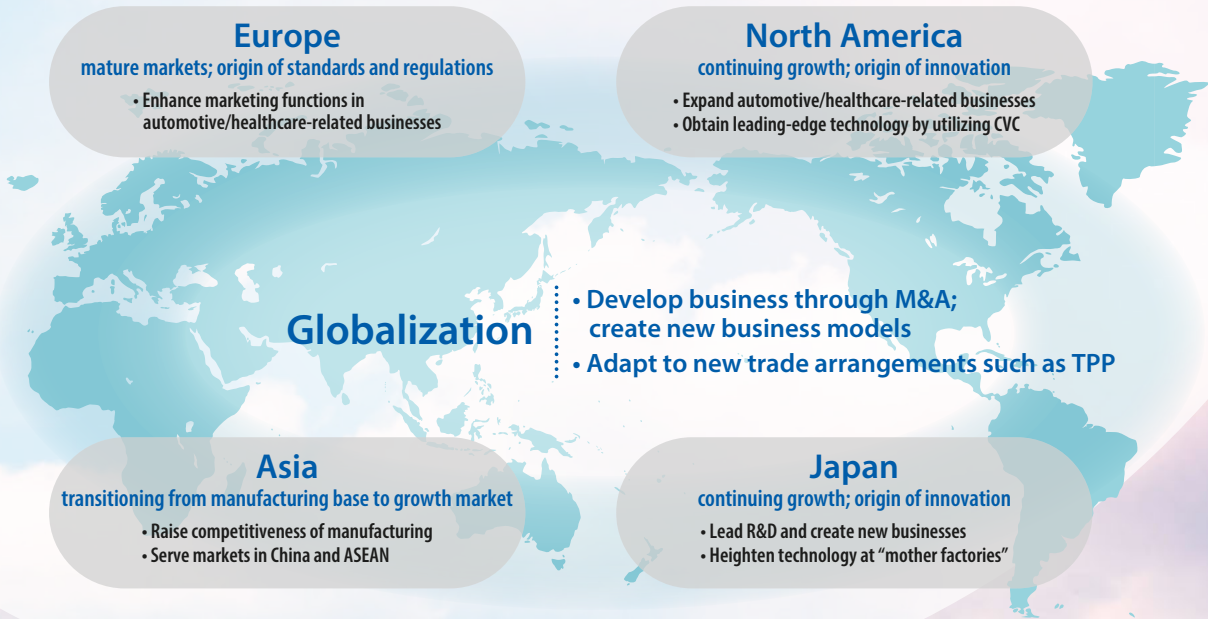 Europe
mature markets; origin of standards and regulations
• Enhance marketing functions in
automotive/healthcare-related businesses
North America
continuing growth; origin of innovation
• Expand automotive/healthcare-related businesses
• Obtain leading-edge technology by utilizing CVC
Globalization
• Develop business through M&A;
create new business models
• Adapt to new trade arrangements such as TPP
Asia
transitioning from manufacturing base to growth market
• Raise competitiveness of manufacturing
• Serve markets in China and ASEAN
Japan
continuing growth; origin of innovation
• Lead R&D and create new businesses
• Heighten technology at “mother factories”